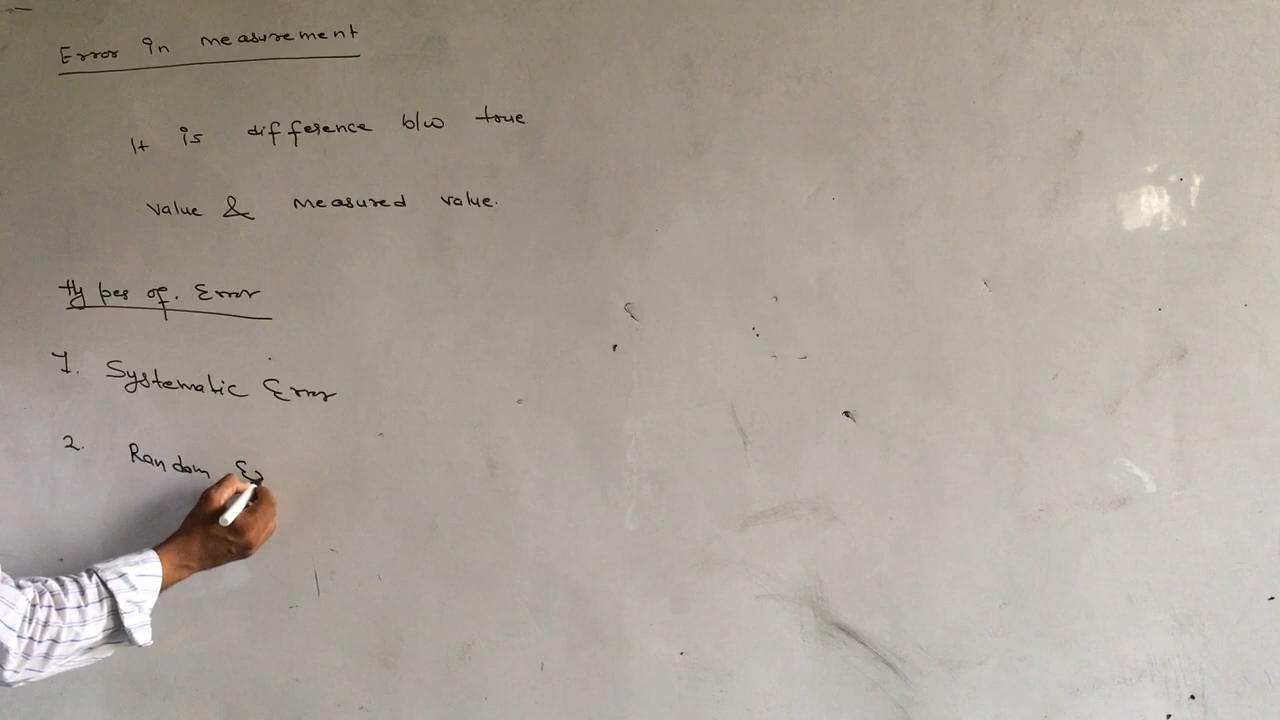 Error in measurement
It is difference b/w true
value & measured value.
Types of. Error
1. Systematic Error
2. Random